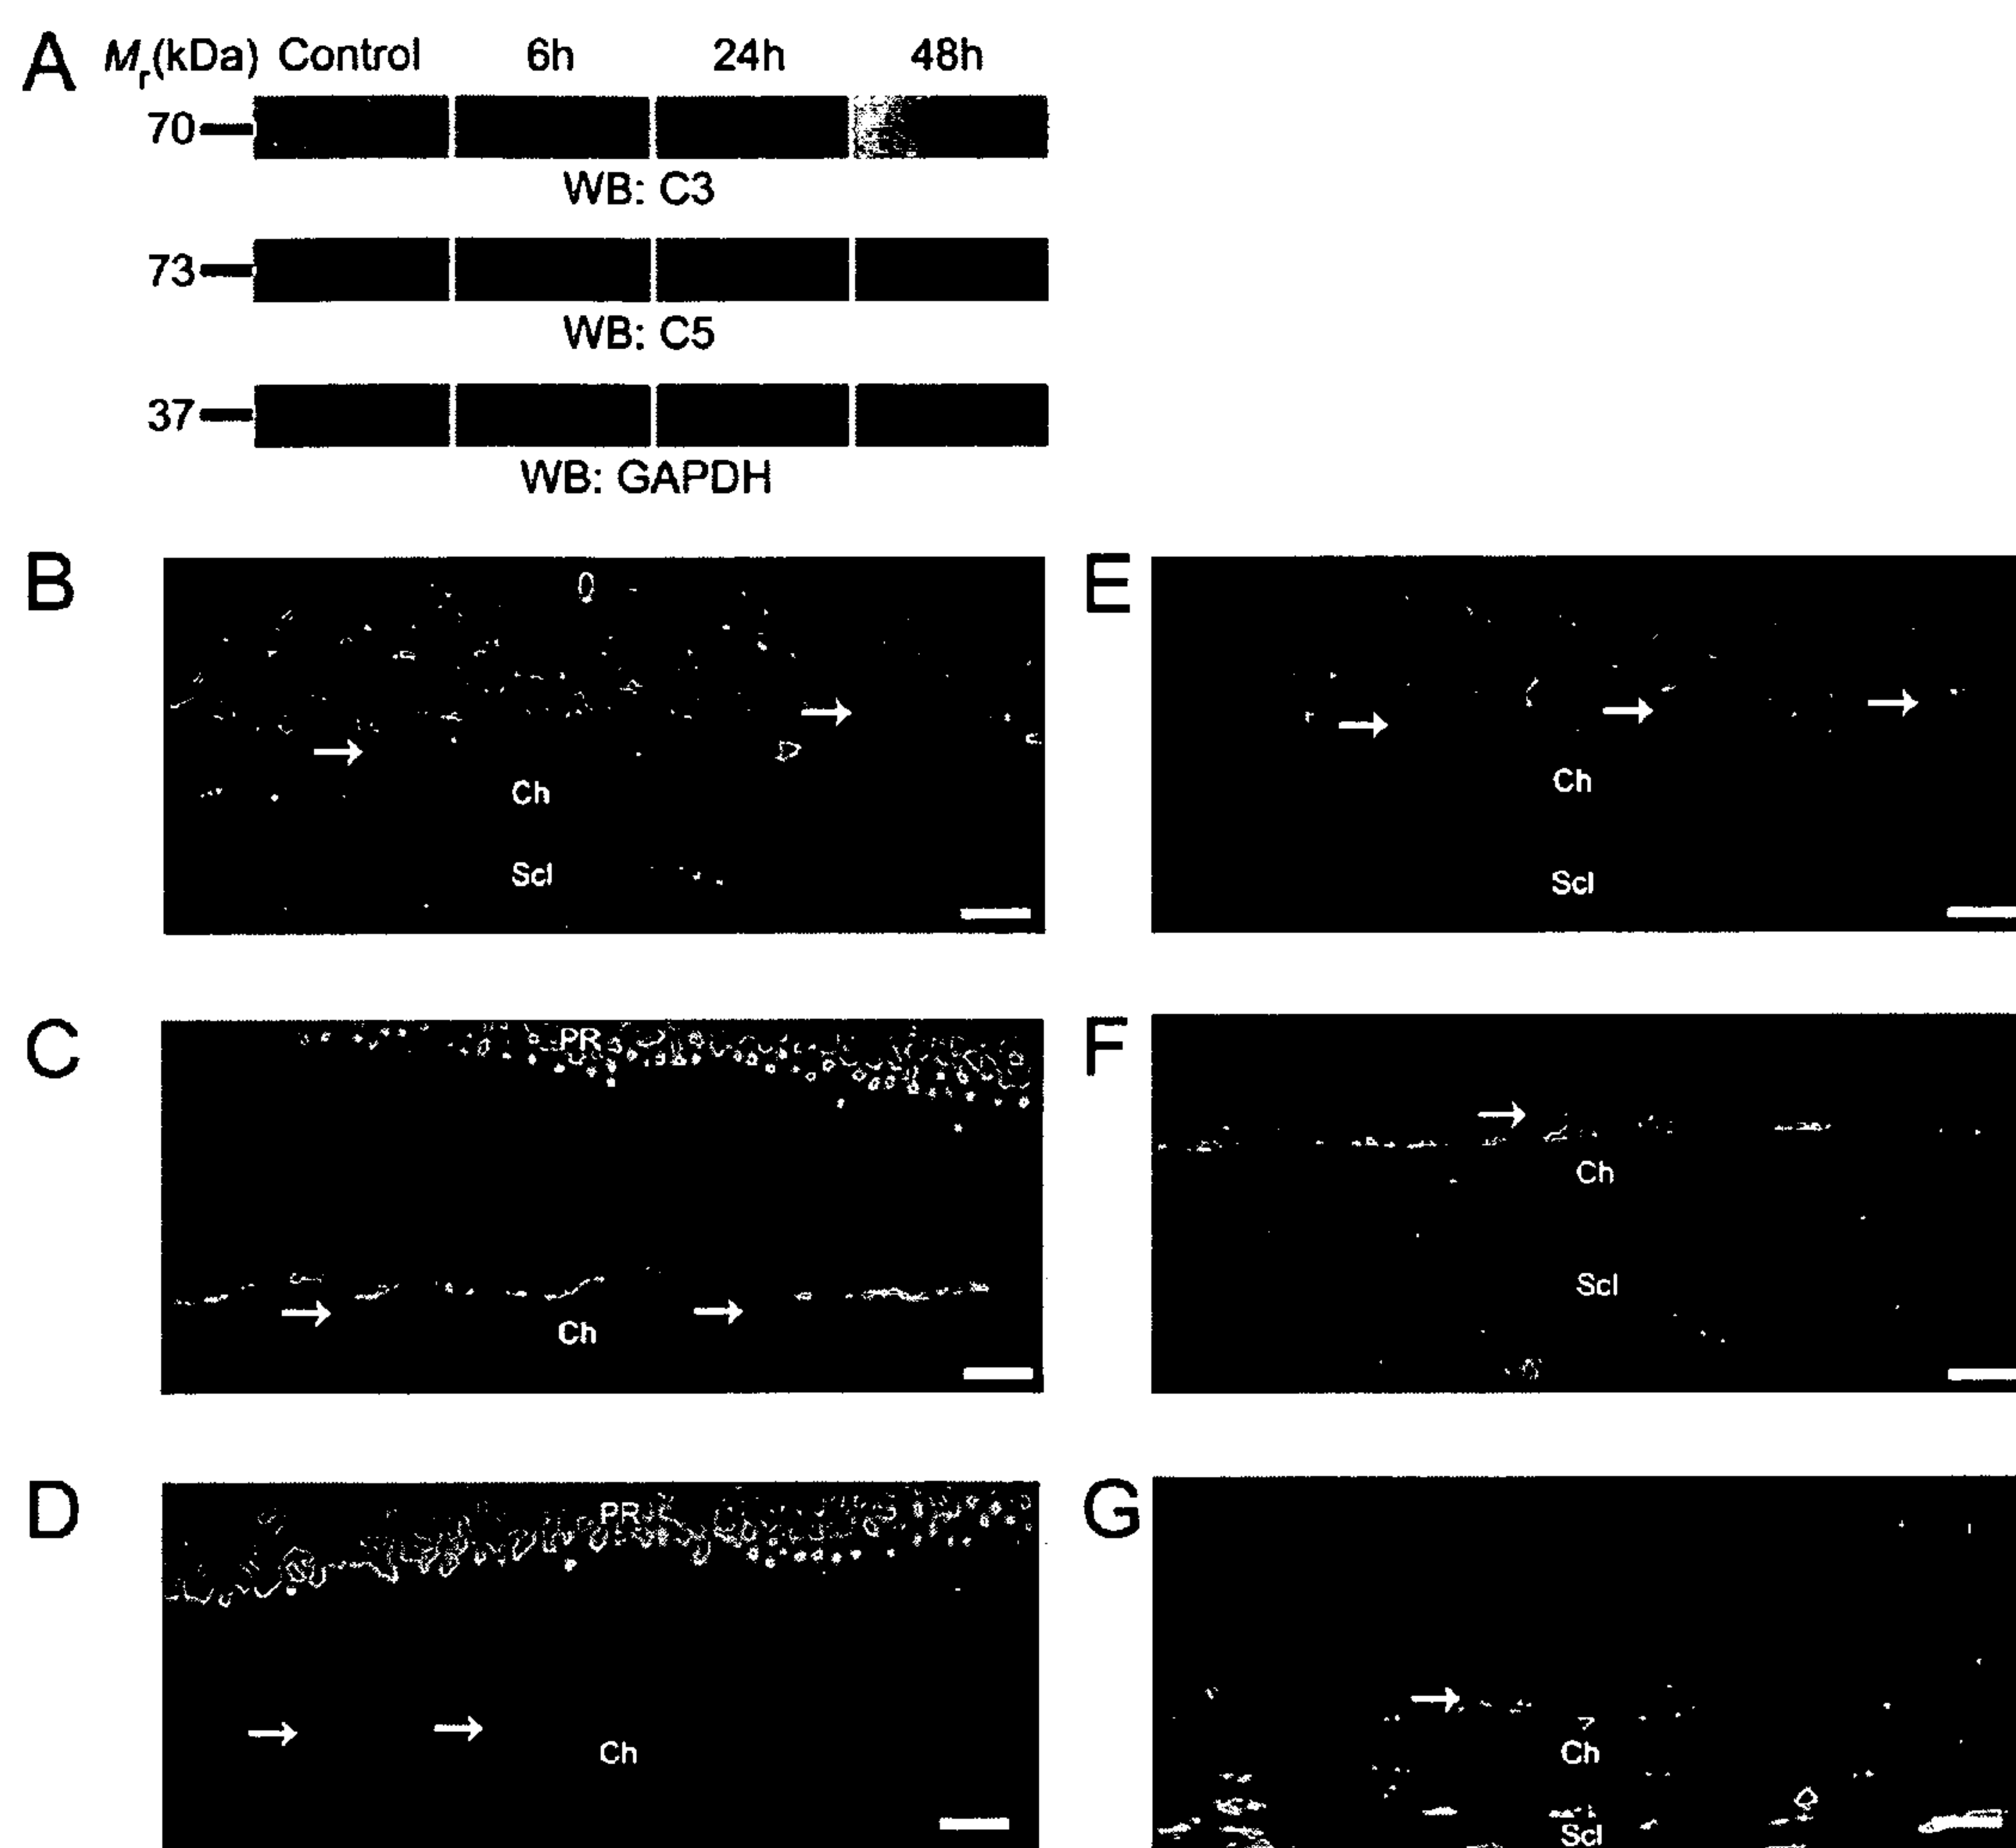 A Mr(kDa) Control 6h 24h 48h
70
WB: C3
73
WB: C5
37
WB: GAPDH
B
Ch
Scl
E
Ch
Scl
C
PR
Ch
F
Ch
Scl
D
PR
Ch
G
Ch
Scl